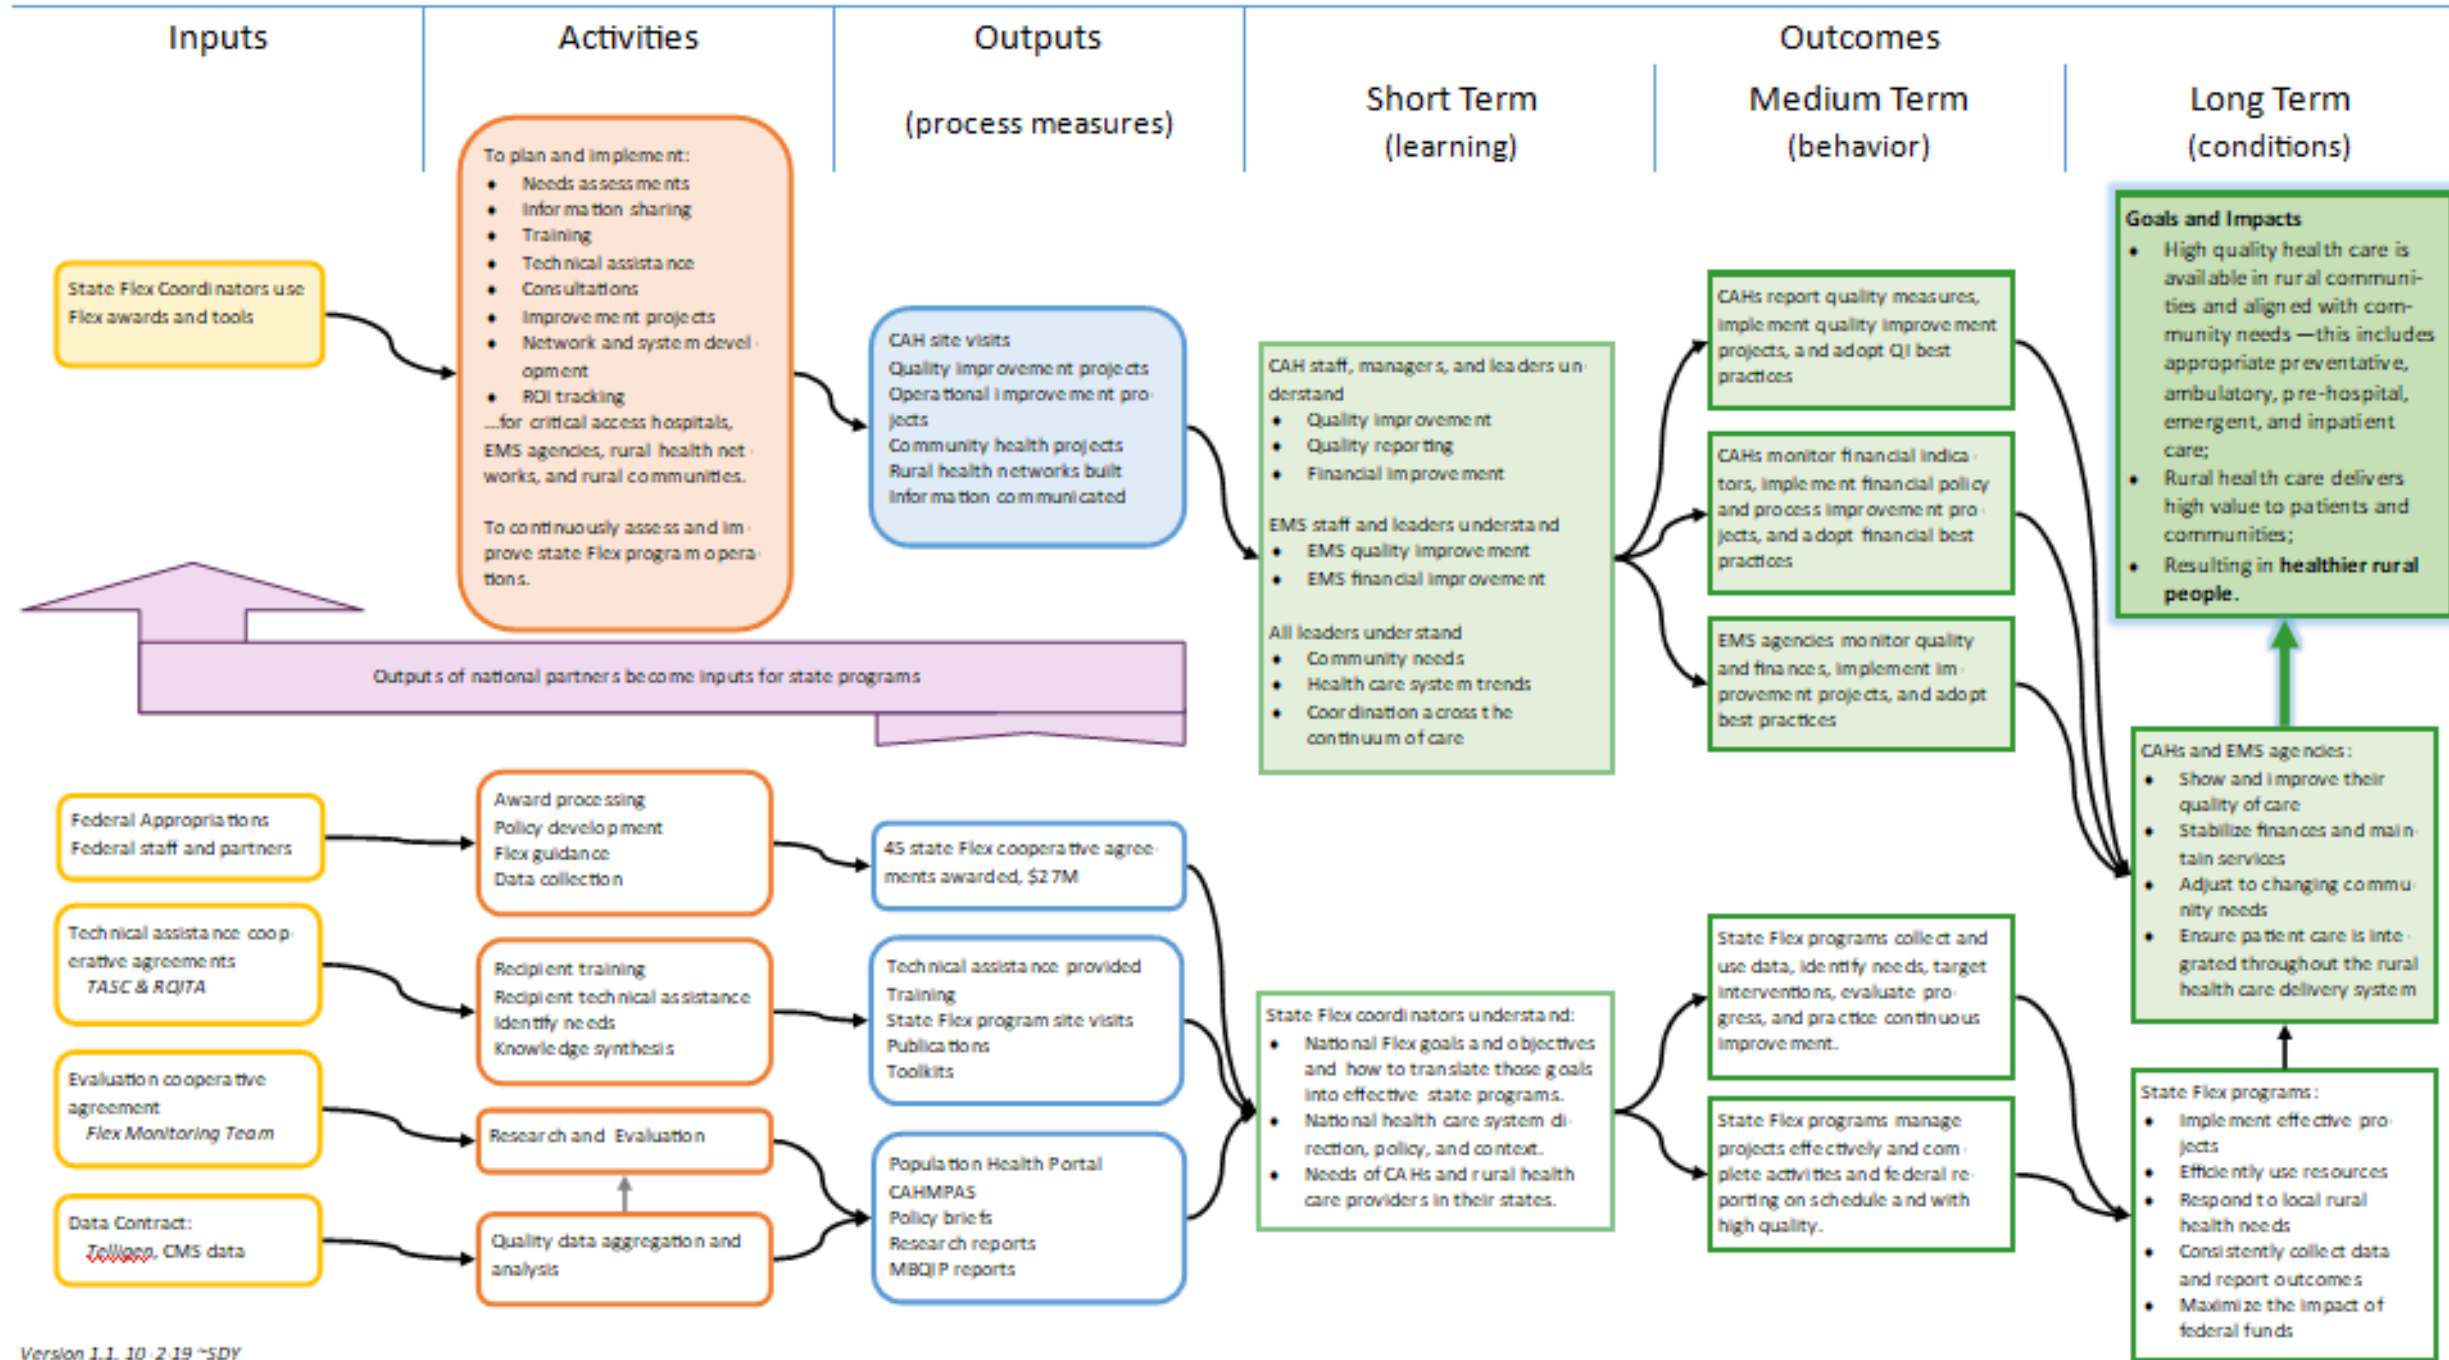 Inputs
Activities
Outputs
(process measures)
Outcomes
Short Term
(learning)
Medium Term
(behavior)
Long Term
(conditions)
State Flex Coordinators use
Flex awards and tools
To plan and implement:
• Needs assessments
• Information sharing
• Training
• Technical assistance
• Consultations
• Improvement projects
• Network and system devel-
opment
• ROI tracking
...for critical access hospitals,
EMS agencies, rural health net-
works, and rural communities.
To continuously assess and im-
prove state Flex program opera-
tions.
CAH site visits
Quality improvement projects
Operational improvement pro-
jects
Community health projects
Rural health networks built
Information communicated
CAH staff, managers, and leaders un-
derstand
• Quality improvement
• Quality reporting
• Financial improvement
EMS staff and leaders understand
• EMS quality improvement
• EMS financial improvement
All leaders understand
• Community needs
• Health care system trends
• Coordination across the
continuum of care
CAHs report quality measures,
implement quality improvement
projects, and adopt QI best
practices
CAHs monitor financial indica-
tors, implement financial policy
and process improvement pro-
jects, and adopt financial best
practices
EMS agencies monitor quality
and finances, implement im-
provement projects, and adopt
best practices
Goals and Impacts
• High quality health care is
available in rural communi-
ties and aligned with com-
munity needs —this includes
appropriate preventative,
ambulatory, pre-hospital,
emergent, and inpatient
care;
• Rural health care delivers
high value to patients and
communities;
• Resulting in healthier rural
people.
Outputs of national partners become inputs for state programs
Federal Appropriations
Federal staff and partners
Award processing
Policy development
Flex guidance
Data collection
45 state Flex cooperative agree-
ments awarded, $27M
Technical assistance coop-
erative agreements
TASC & RQITA
Recipient training
Recipient technical assistance
Identify needs
Knowledge synthesis
Technical assistance provided
Training
State Flex program site visits
Publications
Toolkits
Evaluation cooperative
agreement
Flex Monitoring Team
Research and Evaluation
Data Contract:
Telligen, CMS data
Quality data aggregation and
analysis
Population Health Portal
CAHMPAS
Policy briefs
Research reports
MBQIP reports
State Flex coordinators understand:
• National Flex goals and objectives
and how to translate those goals
into effective state programs.
• National health care system di-
rection, policy, and context.
• Needs of CAHs and rural health
care providers in their states.
State Flex programs collect and
use data, identify needs, target
interventions, evaluate pro-
gress, and practice continuous
improvement.
State Flex programs manage
projects effectively and com-
plete activities and federal re-
porting on schedule and with
high quality.
CAHs and EMS agencies:
• Show and improve their
quality of care
• Stabilize finances and main-
tain services
• Adjust to changing commu-
nity needs
• Ensure patient care is inte-
grated throughout the rural
health care delivery system
State Flex programs:
• Implement effective pro-
jects
• Efficiently use resources
• Respond to local rural
health needs
• Consistently collect data
and report outcomes
• Maximize the impact of
federal funds
Version 1.1, 10-2-19 ~SDY